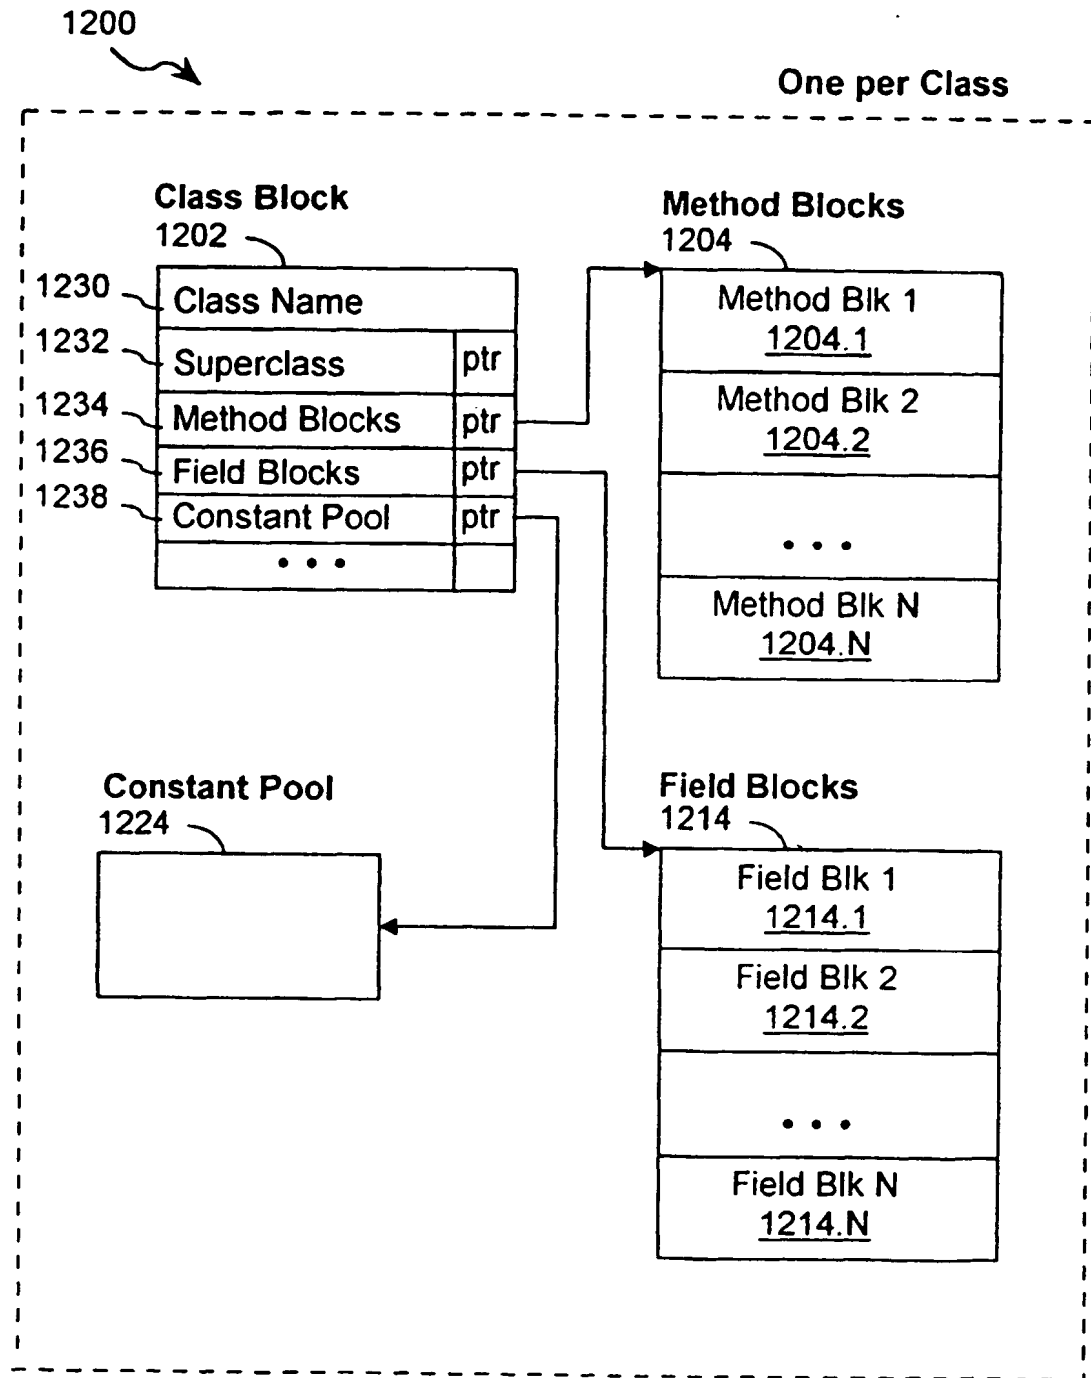 1200
One per Class
Class Block
1202
1230
Class Name
1232
Superclass ptr
1234
Method Blocks ptr
1236
Field Blocks ptr
1238
Constant Pool ptr
• • •
Method Blocks
1204
Method Blk 1
1204.1
Method Blk 2
1204.2
• • •
Method Blk N
1204.N
Constant Pool
1224
Field Blocks
1214
Field Blk 1
1214.1
Field Blk 2
1214.2
• • •
Field Blk N
1214.N